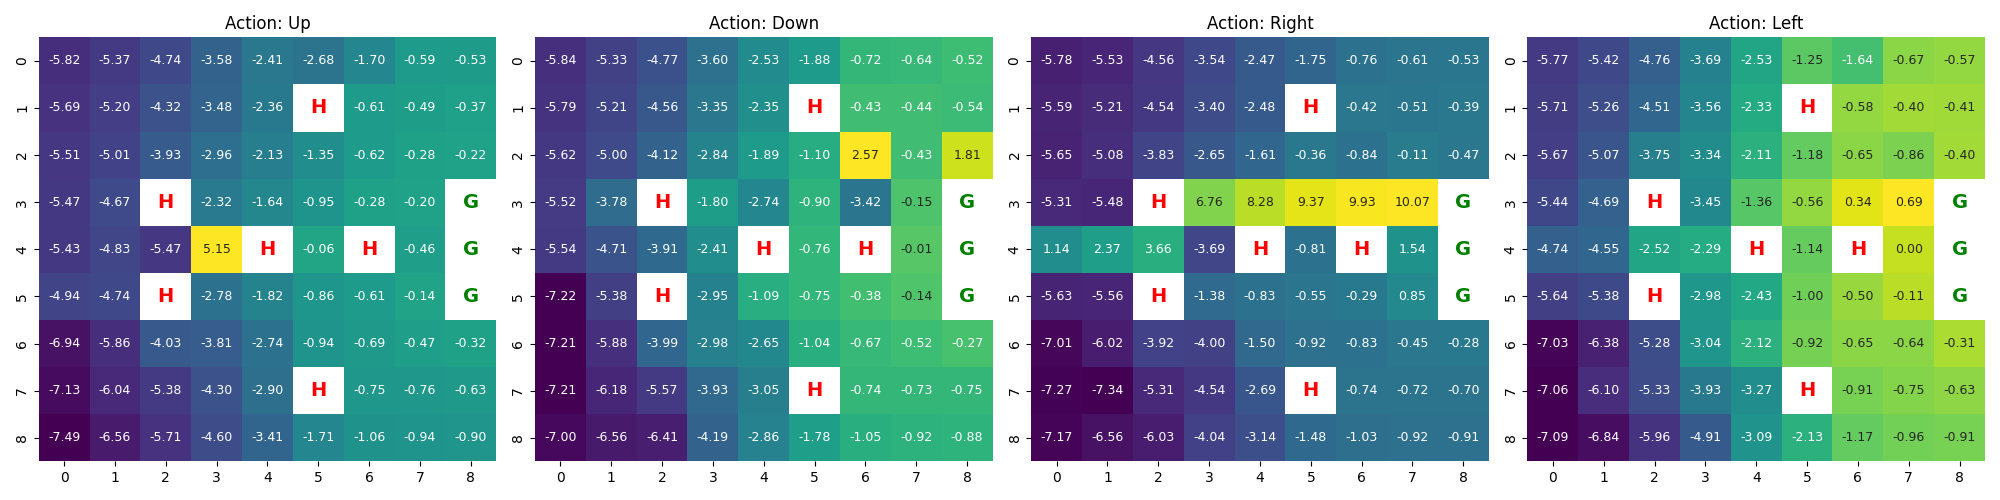 Action: Up Action: Down Action: Right Action: Left
0 -5.82 -5.37 -4.74 -3.58 -2.41 -2.68 -1.70 -0.59 -0.53 0 -5.84 -5.33 -4.77 -3.60 -2.53 -1.88 -0.72 -0.64 -0.52 0 -5.78 -5.53 -4.56 -3.54 -2.47 -1.75 -0.76 -0.61 -0.53 0 -5.77 -5.42 -4.76 -3.69 -2.53 -1.25 -1.64 -0.67 -0.57
1 -5.69 -5.20 -4.32 -3.48 -2.36 H -0.61 -0.49 -0.37 1 -5.79 -5.21 -4.56 -3.35 -2.35 H -0.43 -0.44 -0.54 1 -5.59 -5.21 -4.54 -3.40 -2.48 H -0.42 -0.51 -0.39 1 -5.71 -5.26 -4.51 -3.56 -2.33 H -0.58 -0.40 -0.41
2 -5.51 -5.01 -3.93 -2.96 -2.13 -1.35 -0.62 -0.28 -0.22 2 -5.62 -5.00 -4.12 -2.84 -1.89 -1.10 2.57 -0.43 1.81 2 -5.65 -5.08 -3.83 -2.65 -1.61 -0.36 -0.84 -0.11 -0.47 2 -5.67 -5.07 -3.75 -3.34 -2.11 -1.18 -0.65 -0.86 -0.40
3 -5.47 -4.67 H -2.32 -1.64 -0.95 -0.28 -0.20 G 3 -5.52 -3.78 H -1.80 -2.74 -0.90 -3.42 -0.15 G 3 -5.31 -5.48 H 6.76 8.28 9.37 9.93 10.07 G 3 -5.44 -4.69 H -3.45 -1.36 -0.56 0.34 0.69 G
4 -5.43 -4.83 -5.47 5.15 H -0.06 H -0.46 G 4 -5.54 -4.71 -3.91 -2.41 H -0.76 H -0.01 G 4 1.14 2.37 3.66 -3.69 H -0.81 H 1.54 G 4 -4.74 -4.55 -2.52 -2.29 H -1.14 H 0.00 G
5 -4.94 -4.74 H -2.78 -1.82 -0.86 -0.61 -0.14 G 5 -7.22 -5.38 H -2.95 -1.09 -0.75 -0.38 -0.14 G 5 -5.63 -5.56 H -1.38 -0.83 -0.55 -0.29 0.85 G 5 -5.64 -5.38 H -2.98 -2.43 -1.00 -0.50 -0.11 G
6 -6.94 -5.86 -4.03 -3.81 -2.74 -0.94 -0.69 -0.47 -0.32 6 -7.21 -5.88 -3.99 -2.98 -2.65 -1.04 -0.67 -0.52 -0.27 6 -7.01 -6.02 -3.92 -4.00 -1.50 -0.92 -0.83 -0.45 -0.28 6 -7.03 -6.38 -5.28 -3.04 -2.12 -0.92 -0.65 -0.64 -0.31
7 -7.13 -6.04 -5.38 -4.30 -2.90 H -0.75 -0.76 -0.63 7 -7.21 -6.18 -5.57 -3.93 -3.05 H -0.74 -0.73 -0.75 7 -7.27 -7.34 -5.31 -4.54 -2.69 H -0.74 -0.72 -0.70 7 -7.06 -6.10 -5.33 -3.93 -3.27 H -0.91 -0.75 -0.63
8 -7.49 -6.56 -5.71 -4.60 -3.41 -1.71 -1.06 -0.94 -0.90 8 -7.00 -6.56 -6.41 -4.19 -2.86 -1.78 -1.05 -0.92 -0.88 8 -7.17 -6.56 -6.03 -4.04 -3.14 -1.48 -1.03 -0.92 -0.91 8 -7.09 -6.84 -5.96 -4.91 -3.09 -2.13 -1.17 -0.96 -0.91
0 1 2 3 4 5 6 7 8 0 1 2 3 4 5 6 7 8 0 1 2 3 4 5 6 7 8 0 1 2 3 4 5 6 7 8